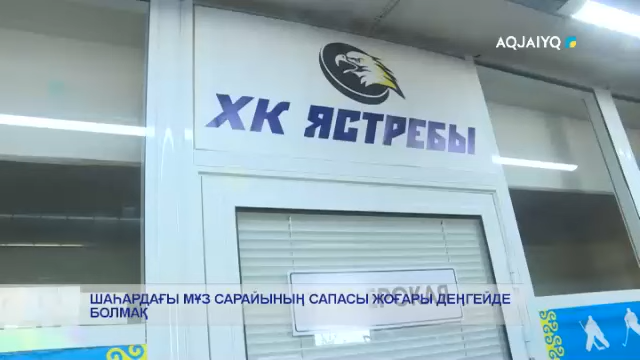 AQJAIYQ
ХК ЯСТРЕБЫ
ШАҺАРДАҒЫ МҰЗ САРАЙЫНЫҢ САПАСЫ ЖОҒАРЫ ДЕҢГЕЙДЕ
БОЛМАҚ